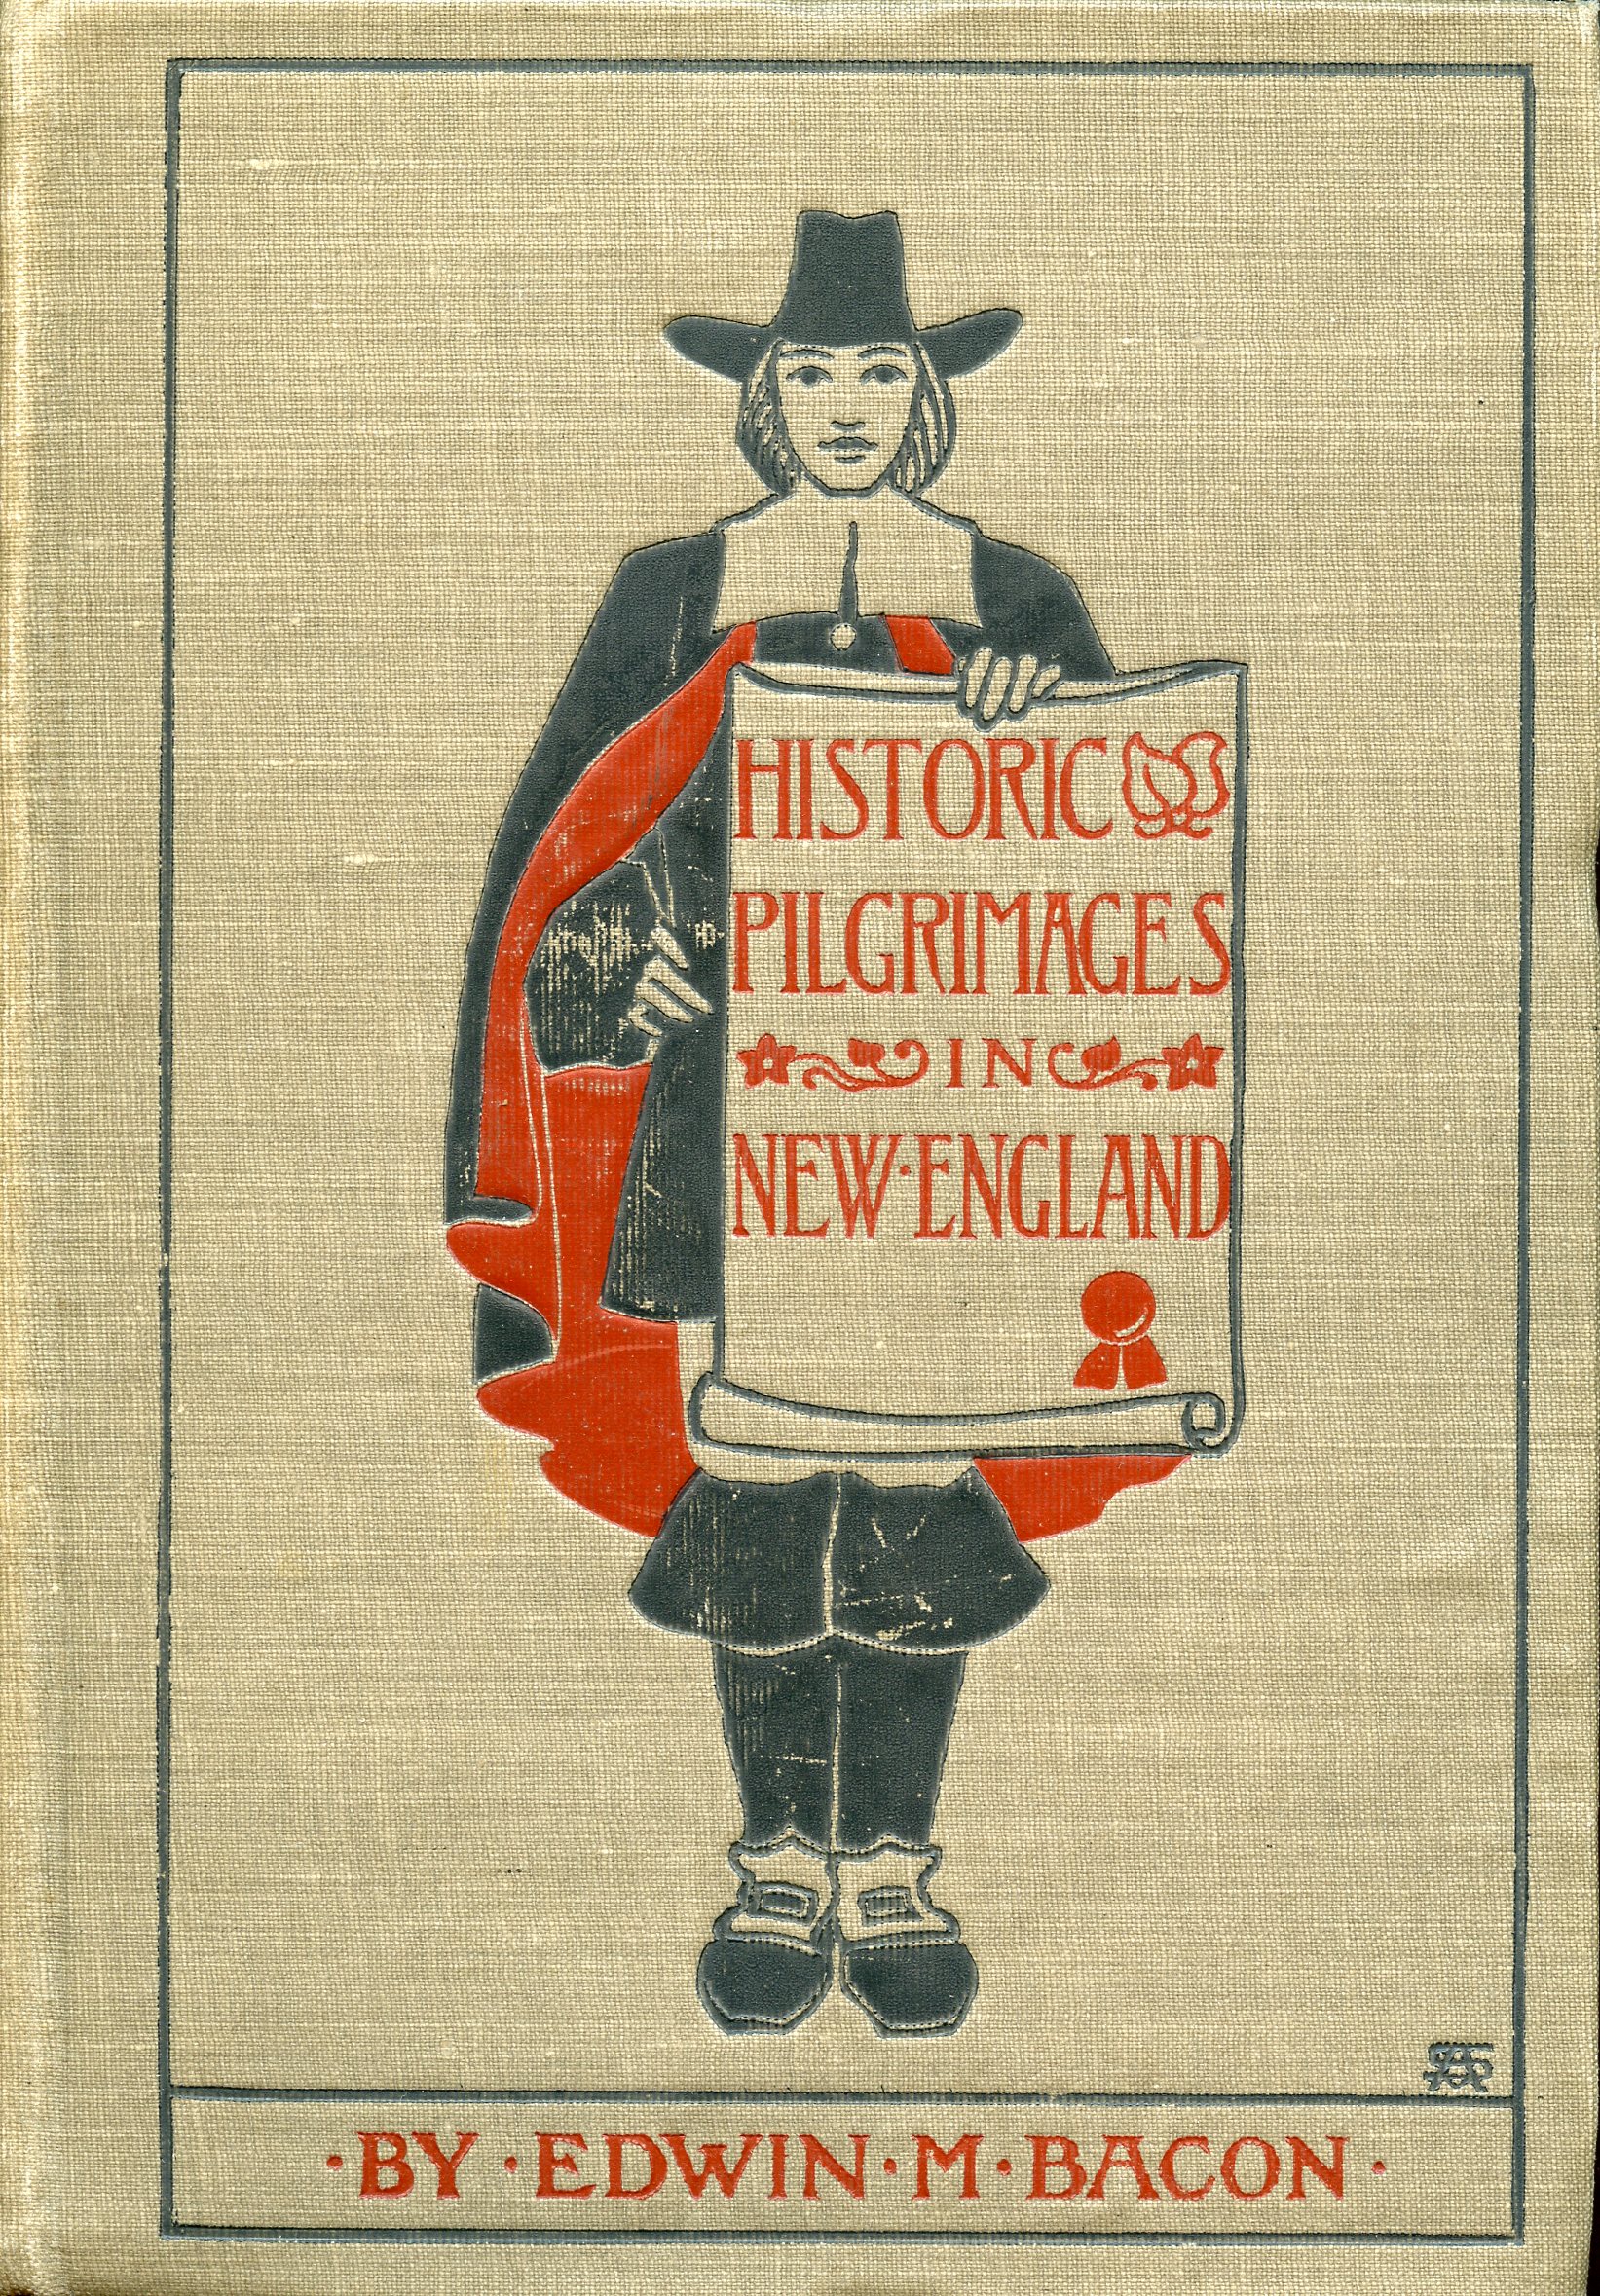 HISTORIC
PILGRIMAGES
IN
NEW·ENGLAND
·BY·EDWIN·M·BACON·